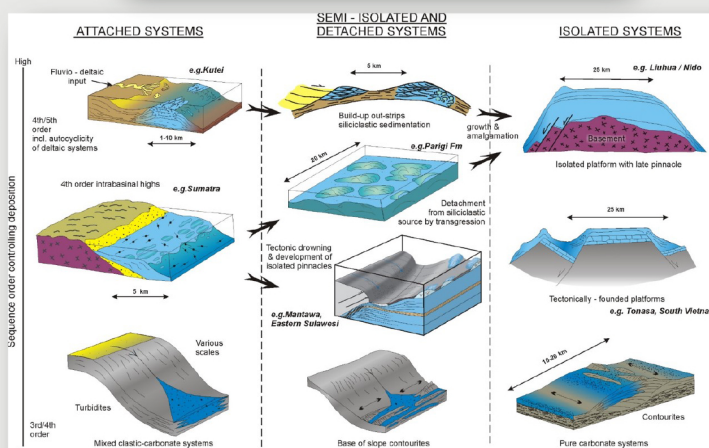 ATTACHED SYSTEMS
SEMI - ISOLATED AND
DETACHED SYSTEMS
ISOLATED SYSTEMS
High
Sequence order controlling deposition
3rd/4th
order
Fluvio - deltaic
input
e.g.Kutei
4th/5th
order
incl. autocyclicity
of deltaic systems
1-10 km
4th order intrabasinal highs
e.g.Sumatra
5 km
Various
scales
Turbidites
Mixed clastic-carbonate systems
5 km
Build-up out-strips
siliciclastic sedimentation
20 km
e.g.Parigi Fm
Detachment
from siliciclastic
source by transgression
Tectonic drowning
& development of
isolated pinnacles
e.g.Mantawa,
Eastern Sulawesi
Base of slope contourites
growth &
amalgamation
e.g. Liuhua / Nido
25 km
Basement
Isolated platform with late pinnacle
25 km
Tectonically - founded platforms
e.g. Tonasa, South Vietnam
Contourites
Pure carbonate systems